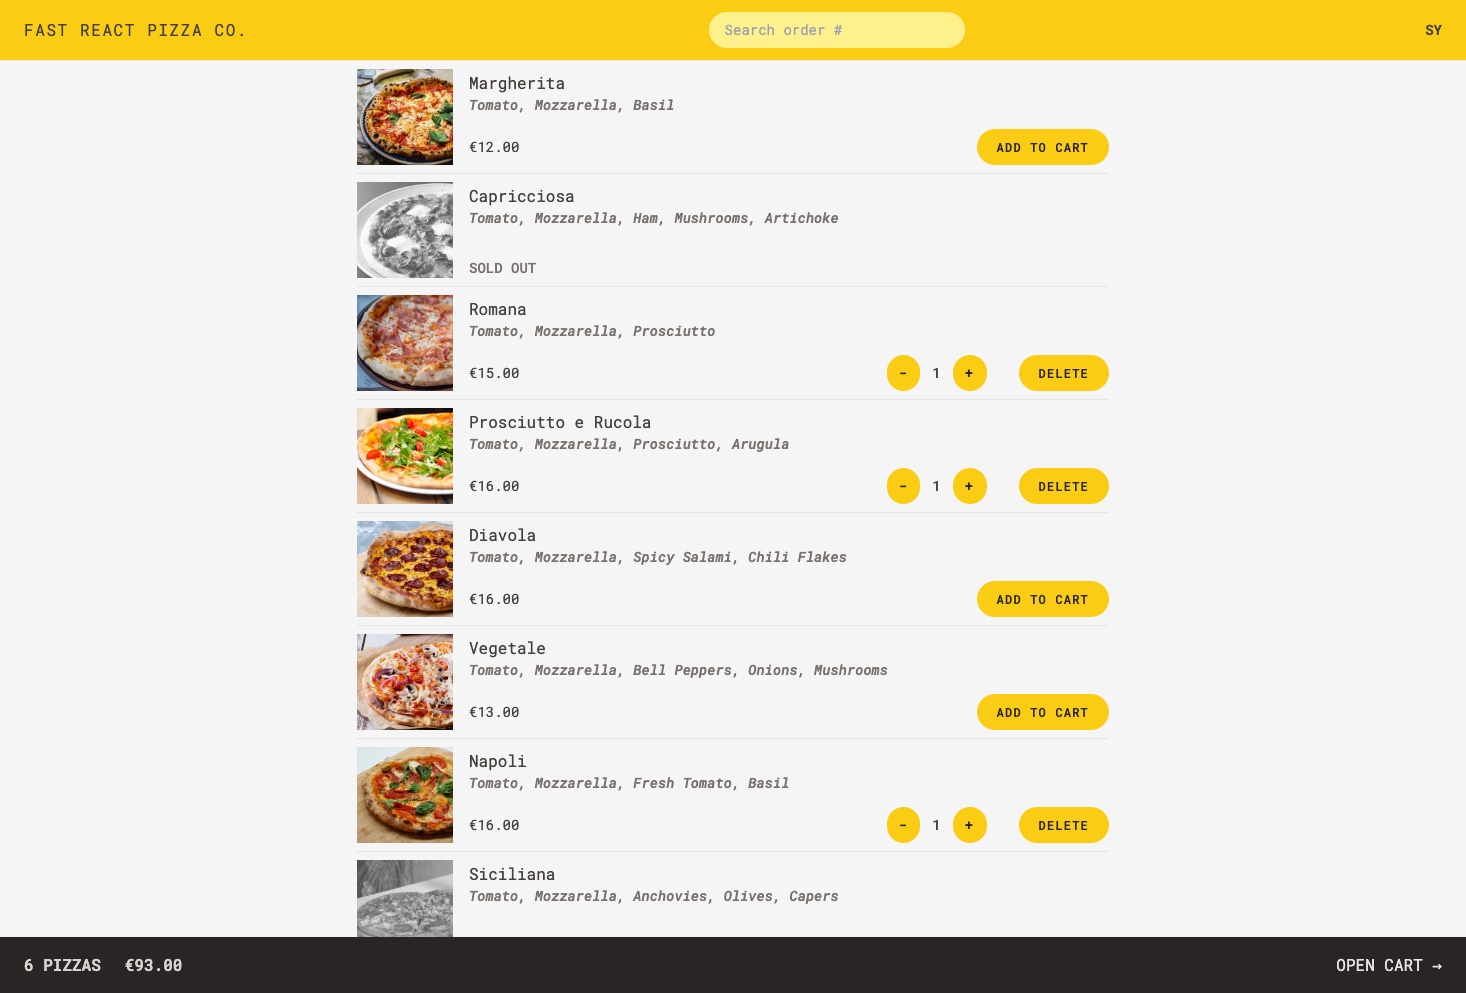 FAST REACT PIZZA CO.
Search order #
SY
Margherita
Tomato, Mozzarella, Basil
€12.00
ADD TO CART
Capricciosa
Tomato, Mozzarella, Ham, Mushrooms, Artichoke
SOLD OUT
Romana
Tomato, Mozzarella, Prosciutto
€15.00
- 1 +
DELETE
Prosciutto e Rucola
Tomato, Mozzarella, Prosciutto, Arugula
€16.00
- 1 +
DELETE
Diavola
Tomato, Mozzarella, Spicy Salami, Chili Flakes
€16.00
ADD TO CART
Vegetale
Tomato, Mozzarella, Bell Peppers, Onions, Mushrooms
€13.00
ADD TO CART
Napoli
Tomato, Mozzarella, Fresh Tomato, Basil
€16.00
- 1 +
DELETE
Siciliana
Tomato, Mozzarella, Anchovies, Olives, Capers
6 PIZZAS €93.00
OPEN CART →